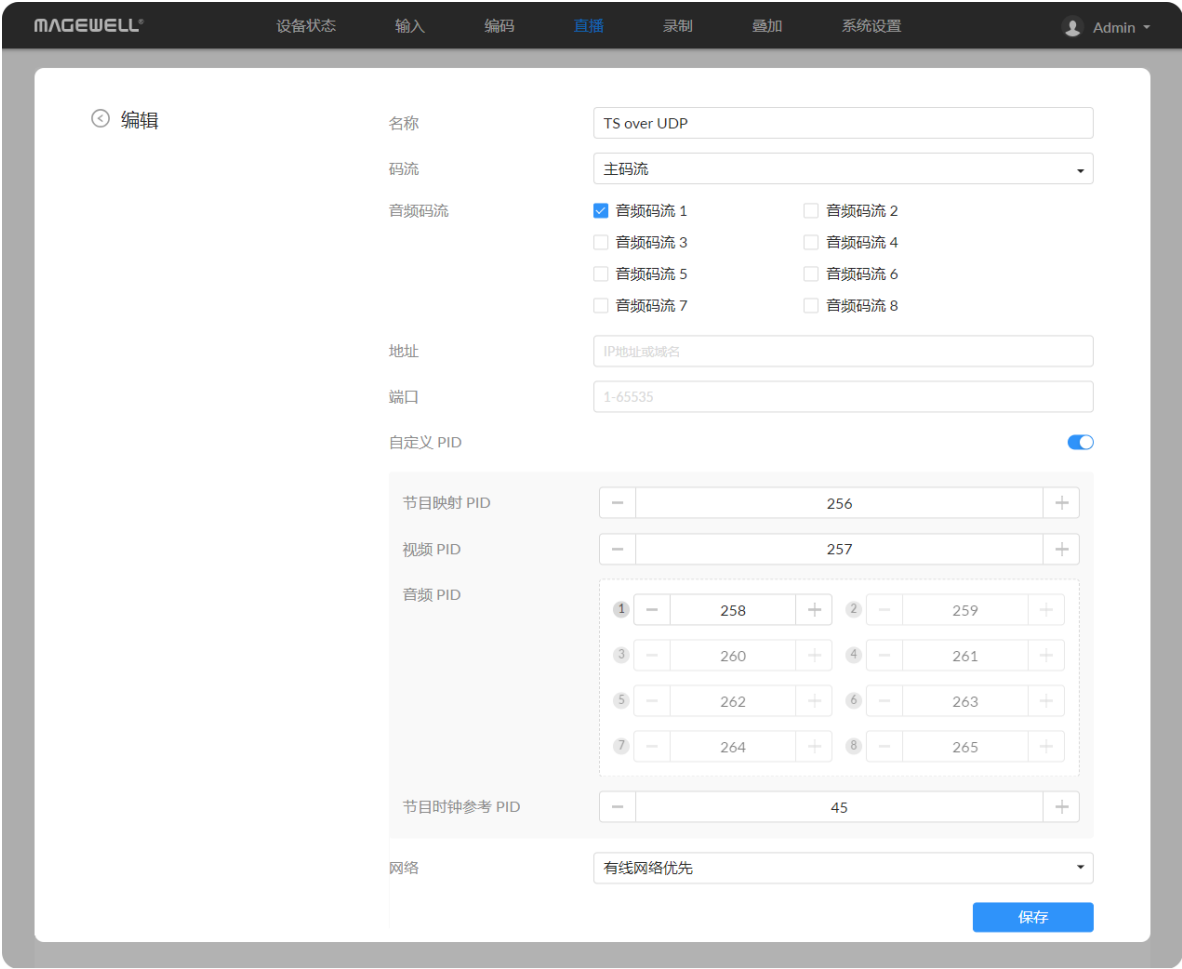 MAGEWELL®
设备状态 输入 编码 直播 录制 叠加 系统设置 Admin
编辑
名称 TS over UDP
码流 主码流
音频码流 音频码流 1 音频码流 2
音频码流 3 音频码流 4
音频码流 5 音频码流 6
音频码流 7 音频码流 8
地址 IP地址或域名
端口 1-65535
自定义 PID
节目映射 PID 256
视频 PID 257
音频 PID
1 258 2 259
3 260 4 261
5 262 6 263
7 264 8 265
节目时钟参考 PID 45
网络 有线网络优先
保存